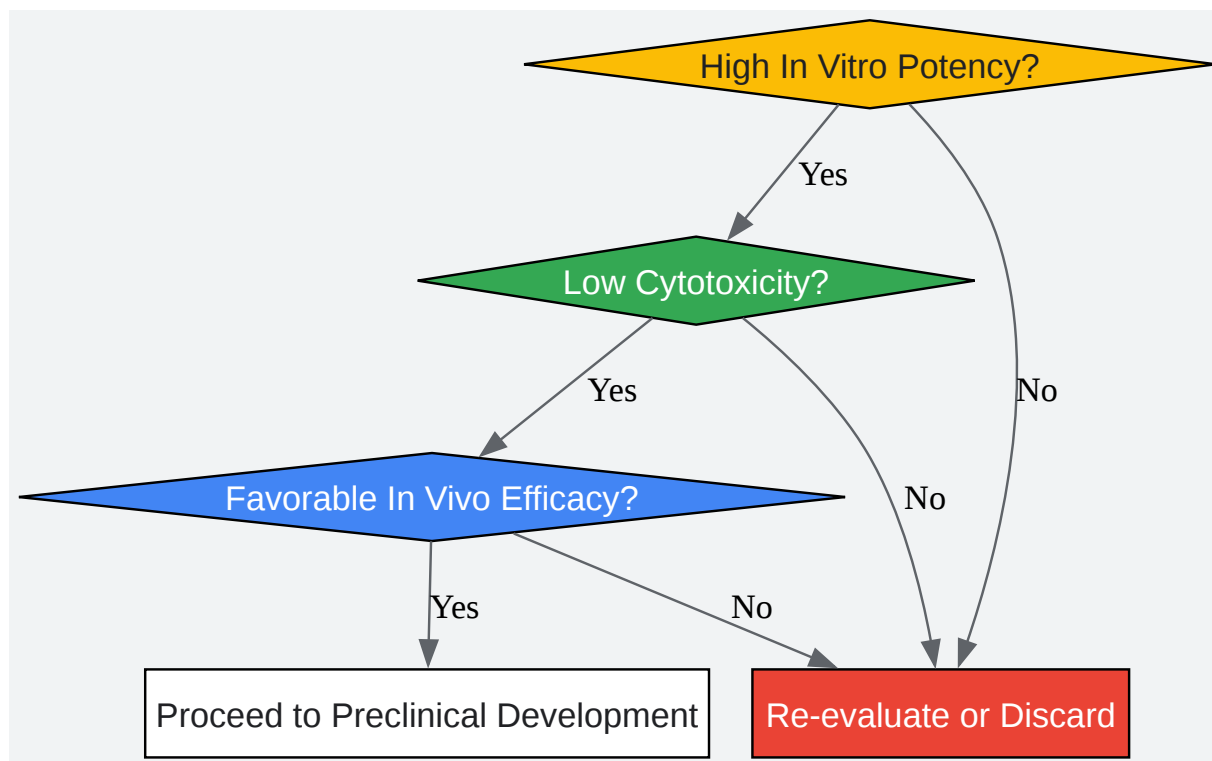 High In Vitro Potency?
Yes
Low Cytotoxicity?
Yes
No
Favorable In Vivo Efficacy?
No
Yes
No
Proceed to Preclinical Development
Re-evaluate or Discard